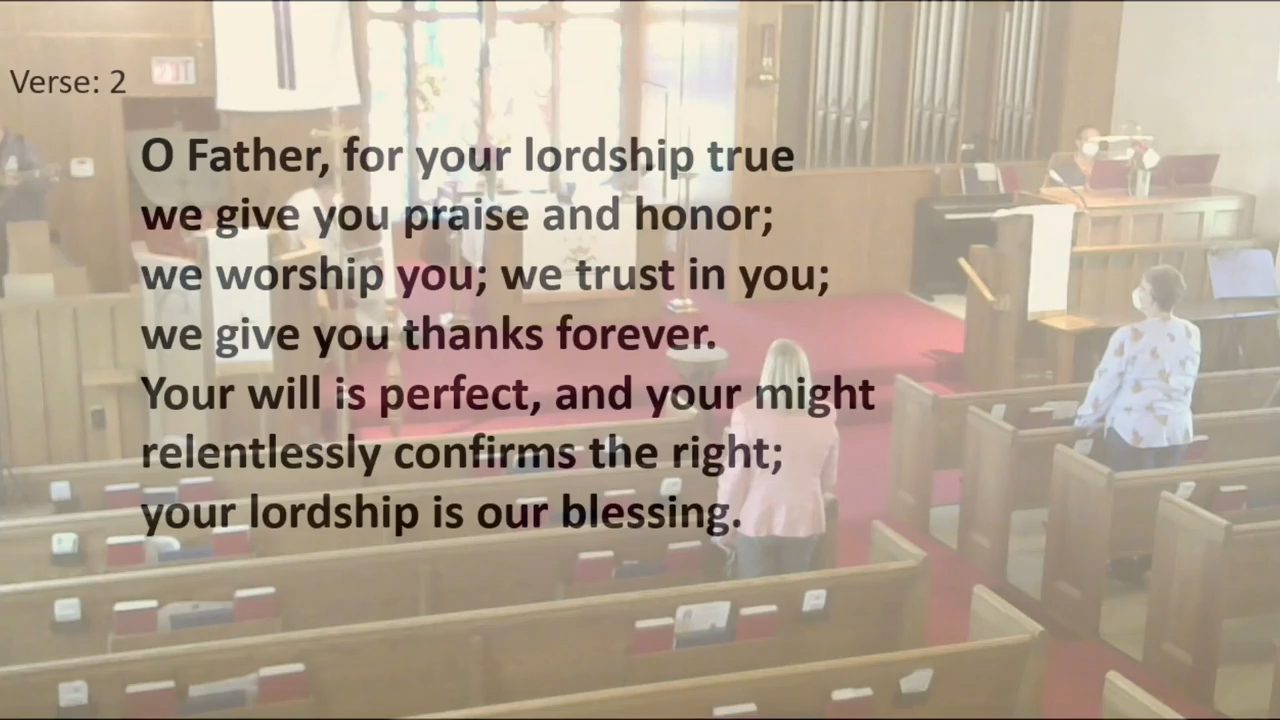 Verse: 2
O Father, for your lordship true
we give you praise and honor;
we worship you; we trust in you;
we give you thanks forever.
Your will is perfect, and your might
relentlessly confirms the right;
your lordship is our blessing.